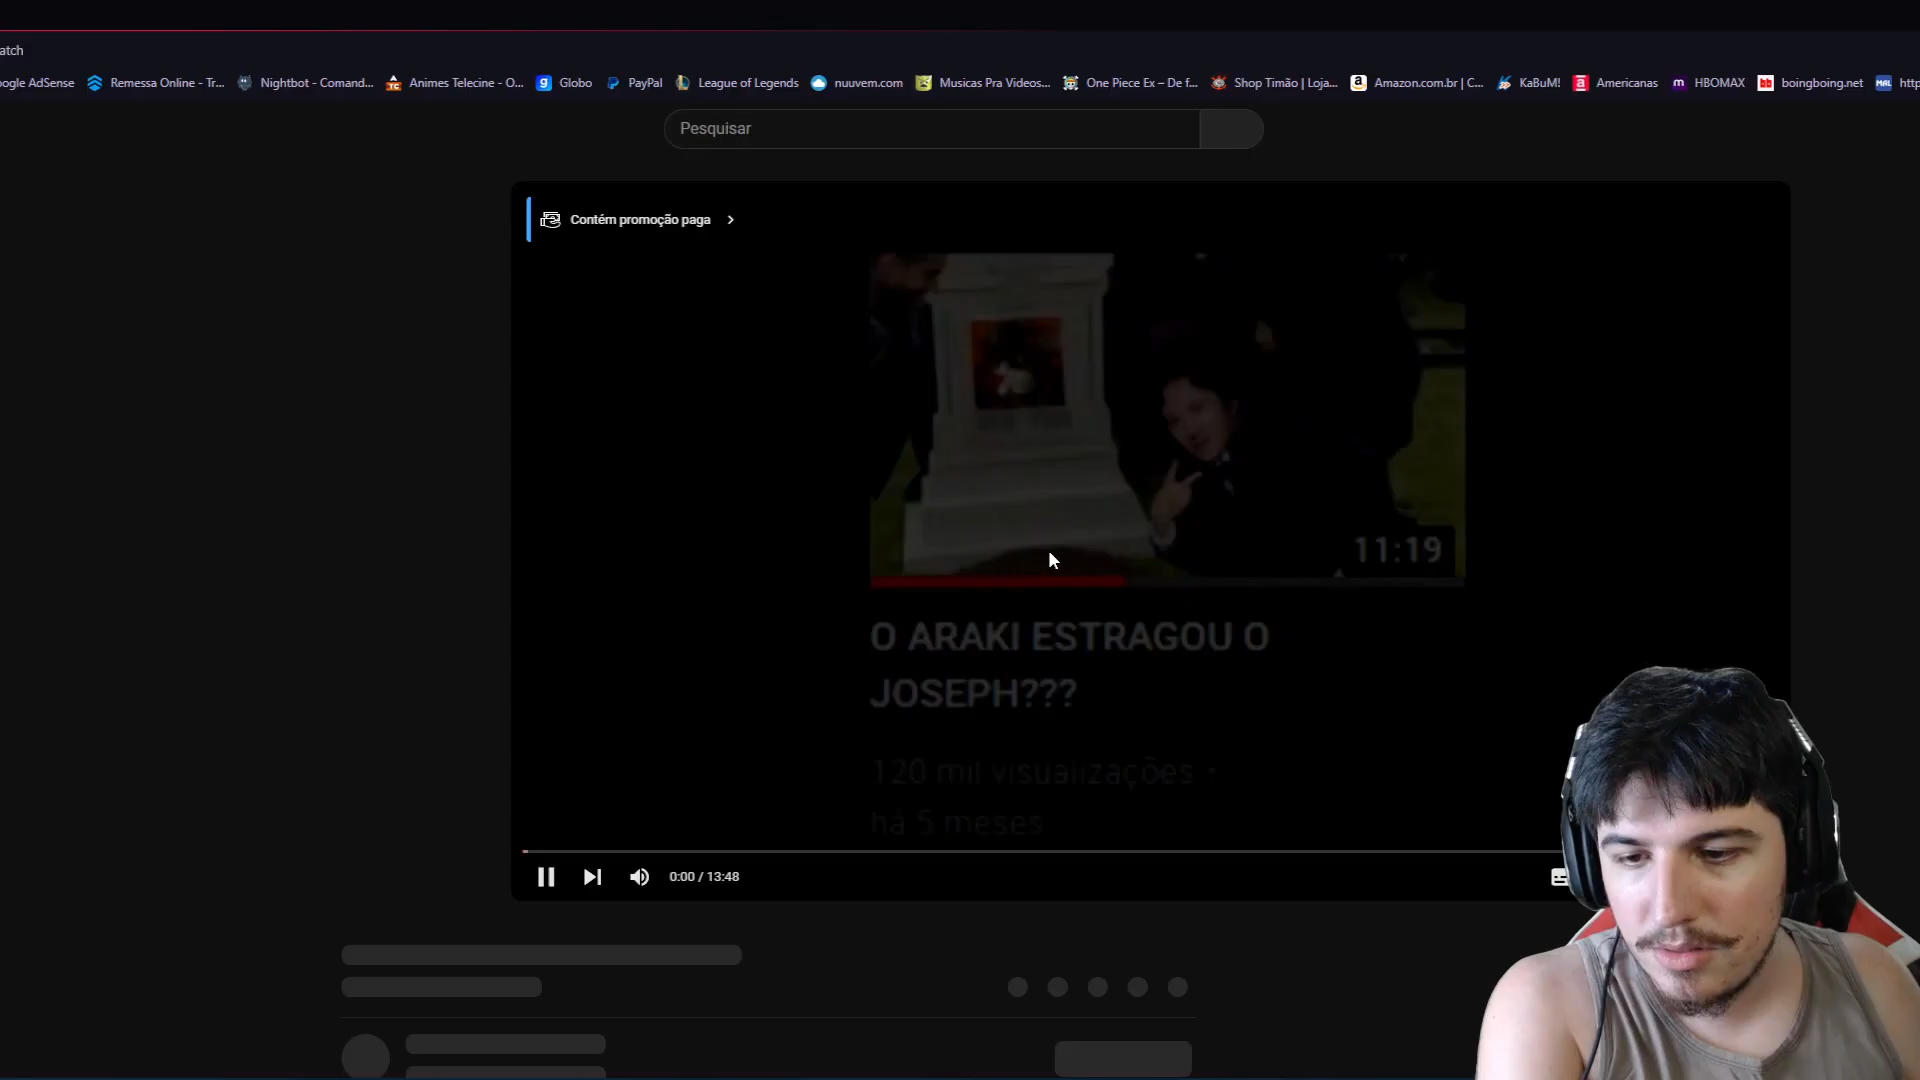 atch
ogle AdSense
Remessa Online - Tr...
Nightbot - Comand...
Animes Telecine - O...
Globo
PayPal
League of Legends
nuuvem.com
Musicas Pra Videos...
One Piece Ex – De f...
Shop Timão | Loja...
Amazon.com.br | C...
KaBuM!
Americanas
HBOMAX
boingboing.net
http
Pesquisar
Contém promoção paga
11:19
O ARAKI ESTRAGOU O
JOSEPH???
120 mil visualizações •
há 5 meses
0:00 / 13:48